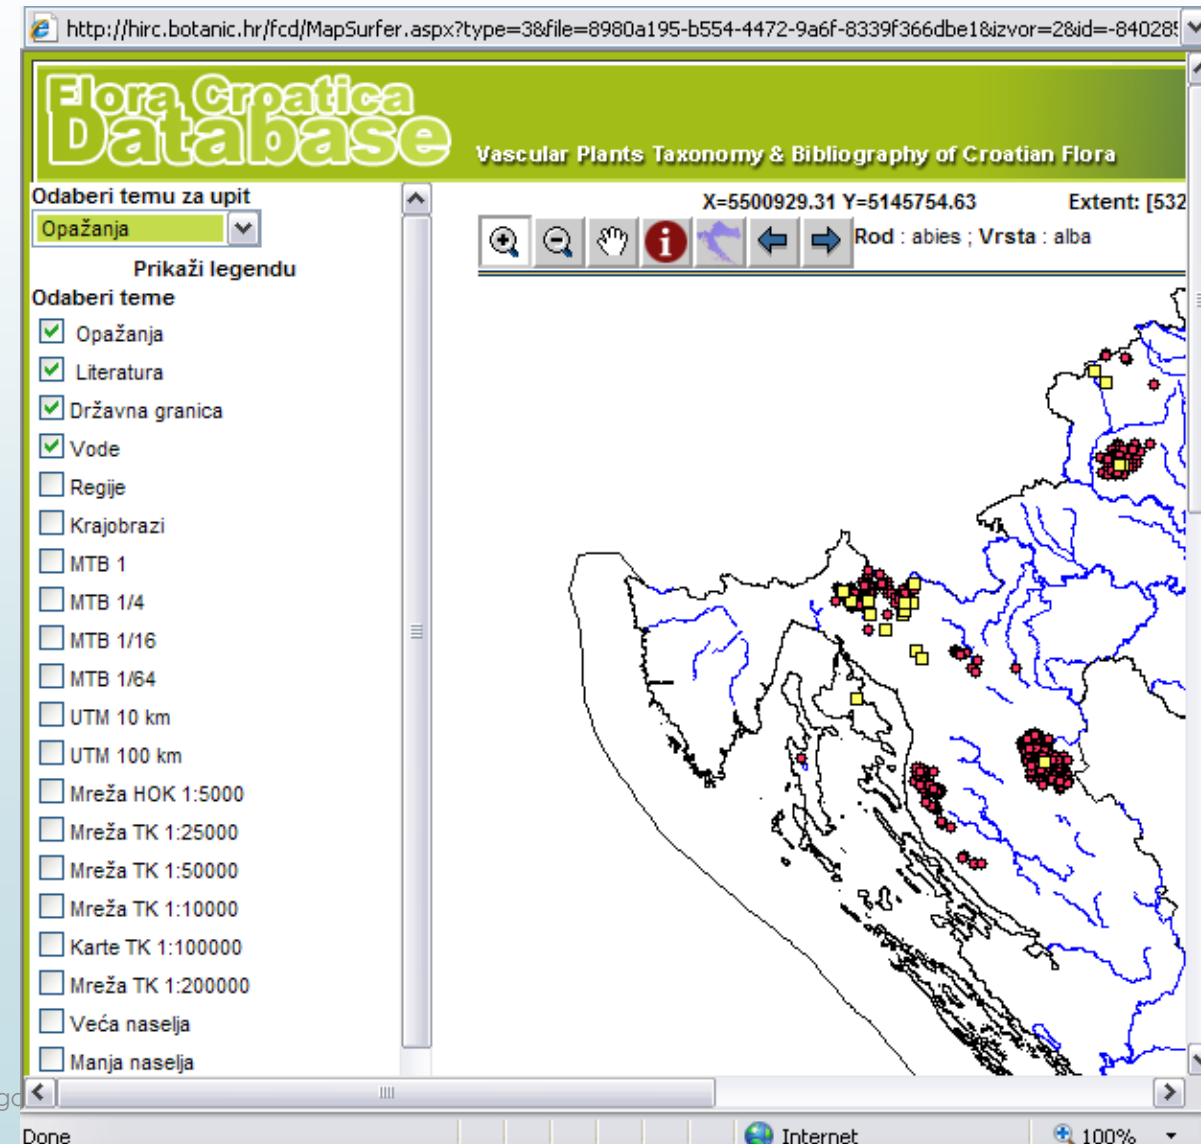 http://hirc.botanic.hr/fcd/MapSurfer.aspx?type=3&file=8980a195-b554-4472-9a6f-8339f366dbe1&izvor=2&id=-84028
Flora Croatica
Database
Vascular Plants Taxonomy & Bibliography of Croatian Flora
Odaberi temu za upit
Opažanja
Prikaži legendu
Odaberi teme
Opažanja
Literatura
Državna granica
Vode
Regije
Krajobrazi
MTB 1
MTB 1/4
MTB 1/16
MTB 1/64
UTM 10 km
UTM 100 km
Mreža HOK 1:5000
Mreža TK 1:25000
Mreža TK 1:50000
Mreža TK 1:10000
Karte TK 1:100000
Mreža TK 1:200000
Veća naselja
Manja naselja
X=5500929.31 Y=5145754.63
Extent: [532
i
Rod : abies ; Vrsta : alba
Done
Internet
100%